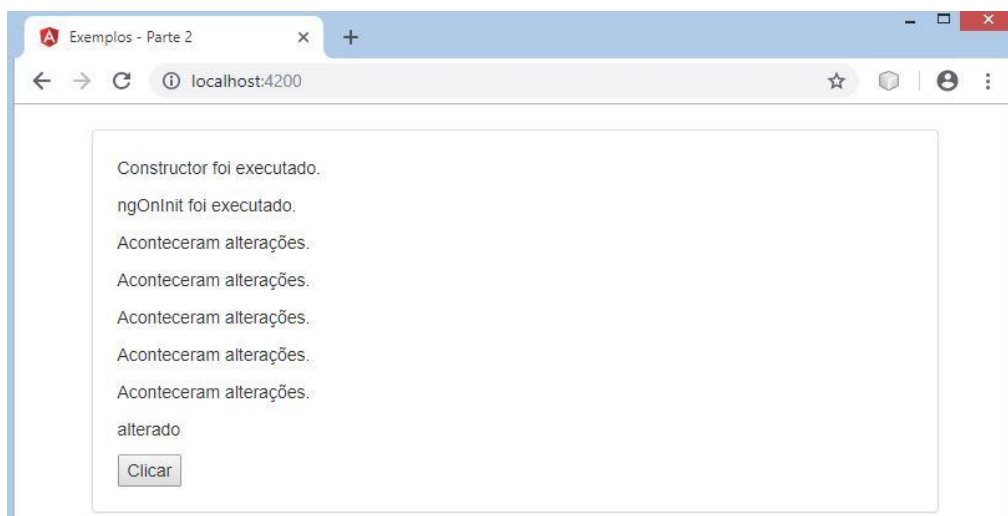 Exemplos - Parte 2
localhost:4200
Constructor foi executado.
ngOnInit foi executado.
Aconteceram alterações.
Aconteceram alterações.
Aconteceram alterações.
Aconteceram alterações.
Aconteceram alterações.
alterado
Clicar